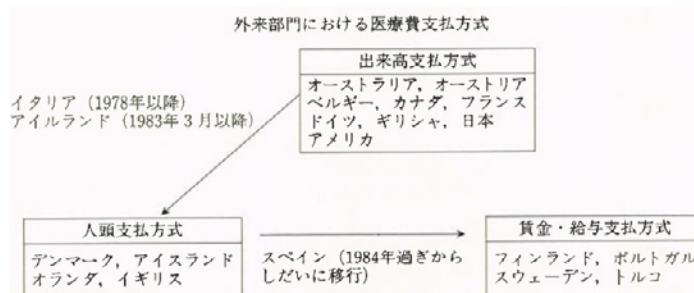 外来部門における医療費支払方式
出来高支払方式
オーストラリア，オーストリア
ベルギー，カナダ，フランス
ドイツ，ギリシャ，日本
アメリカ
イタリア（1978年以降）
アイルランド（1983年3月以降）
人頭支払方式
デンマーク，アイスランド
オランダ，イギリス
スペイン（1984年過ぎから
しだいに移行）
賃金・給与支払方式
フィンランド，ポルトガル
スウェーデン，トルコ